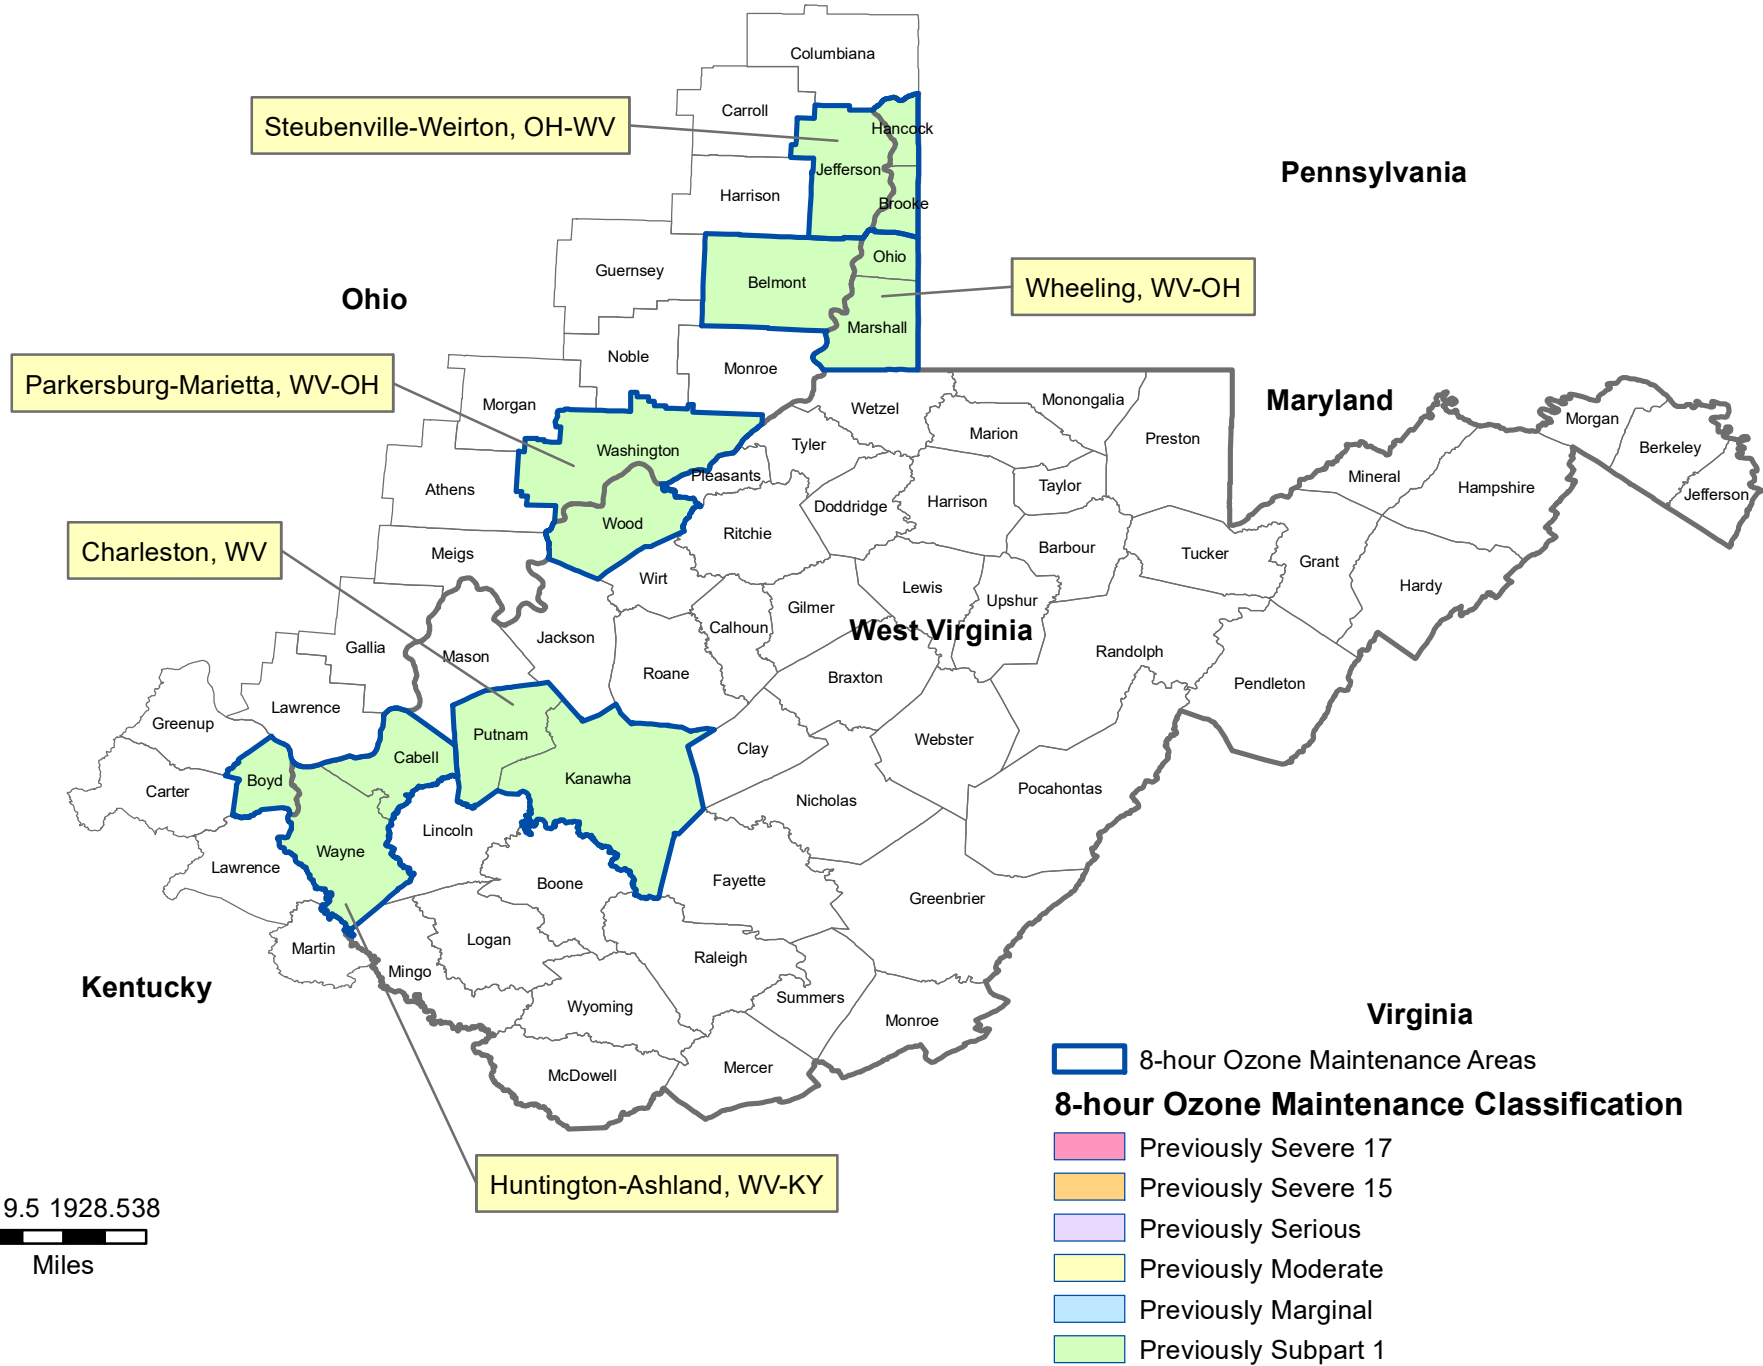 Columbiana
Carroll
Steubenville-Weirton, OH-WV
Hancock
Jefferson
Pennsylvania
Harrison
Brooke
Ohio
Guernsey
Belmont
Wheeling, WV-OH
Ohio
Marshall
Noble
Monroe
Parkersburg-Marietta, WV-OH
Morgan
Wetzel
Monongalia
Maryland
Morgan
Washington
Tyler
Marion
Preston
Berkeley
Pleasants
Mineral
Athens
Taylor
Hampshire
Jefferson
Harrison
Doddridge
Wood
Ritchie
Charleston, WV
Meigs
Barbour
Tucker
Grant
Wirt
Lewis
Hardy
Upshur
Gilmer
Calhoun
West Virginia
Jackson
Gallia
Mason
Randolph
Roane
Braxton
Pendleton
Lawrence
Greenup
Putnam
Webster
Clay
Cabell
Boyd
Kanawha
Carter
Pocahontas
Nicholas
Lincoln
Wayne
Lawrence
Fayette
Boone
Greenbrier
Logan
Martin
Raleigh
Mingo
Kentucky
Summers
Wyoming
Monroe
Virginia
McDowell
Mercer
8-hour Ozone Maintenance Areas
8-hour Ozone Maintenance Classification
Previously Severe 17
Previously Severe 15
Previously Serious
Previously Moderate
Previously Marginal
Previously Subpart 1
Huntington-Ashland, WV-KY
9.5 1928.538
Miles